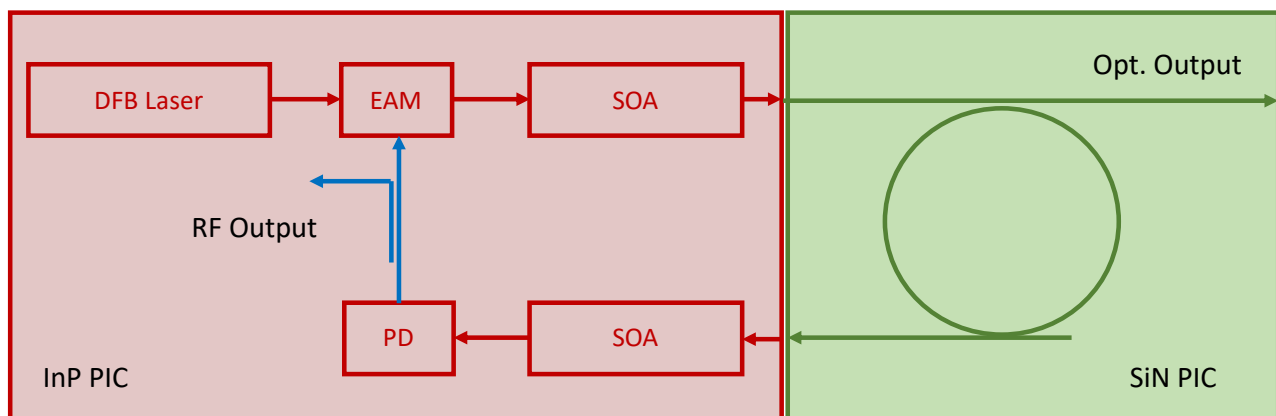 Opt. Output
DFB Laser
EAM
SOA
RF Output
PD
SOA
InP PIC
SiN PIC